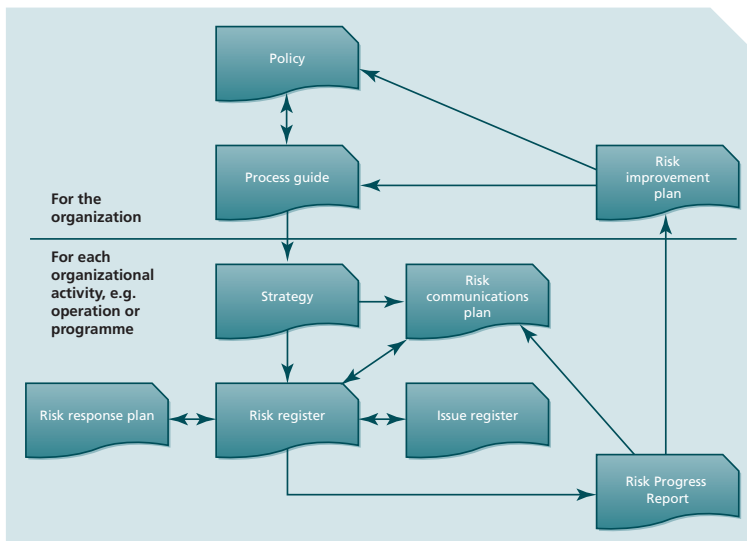 Policy
Process guide
Risk
improvement
plan
For the
organization
For each
organizational
activity, e.g.
operation or
programme
Strategy
Risk
communications
plan
Risk response plan
Risk register
Issue register
Risk Progress
Report